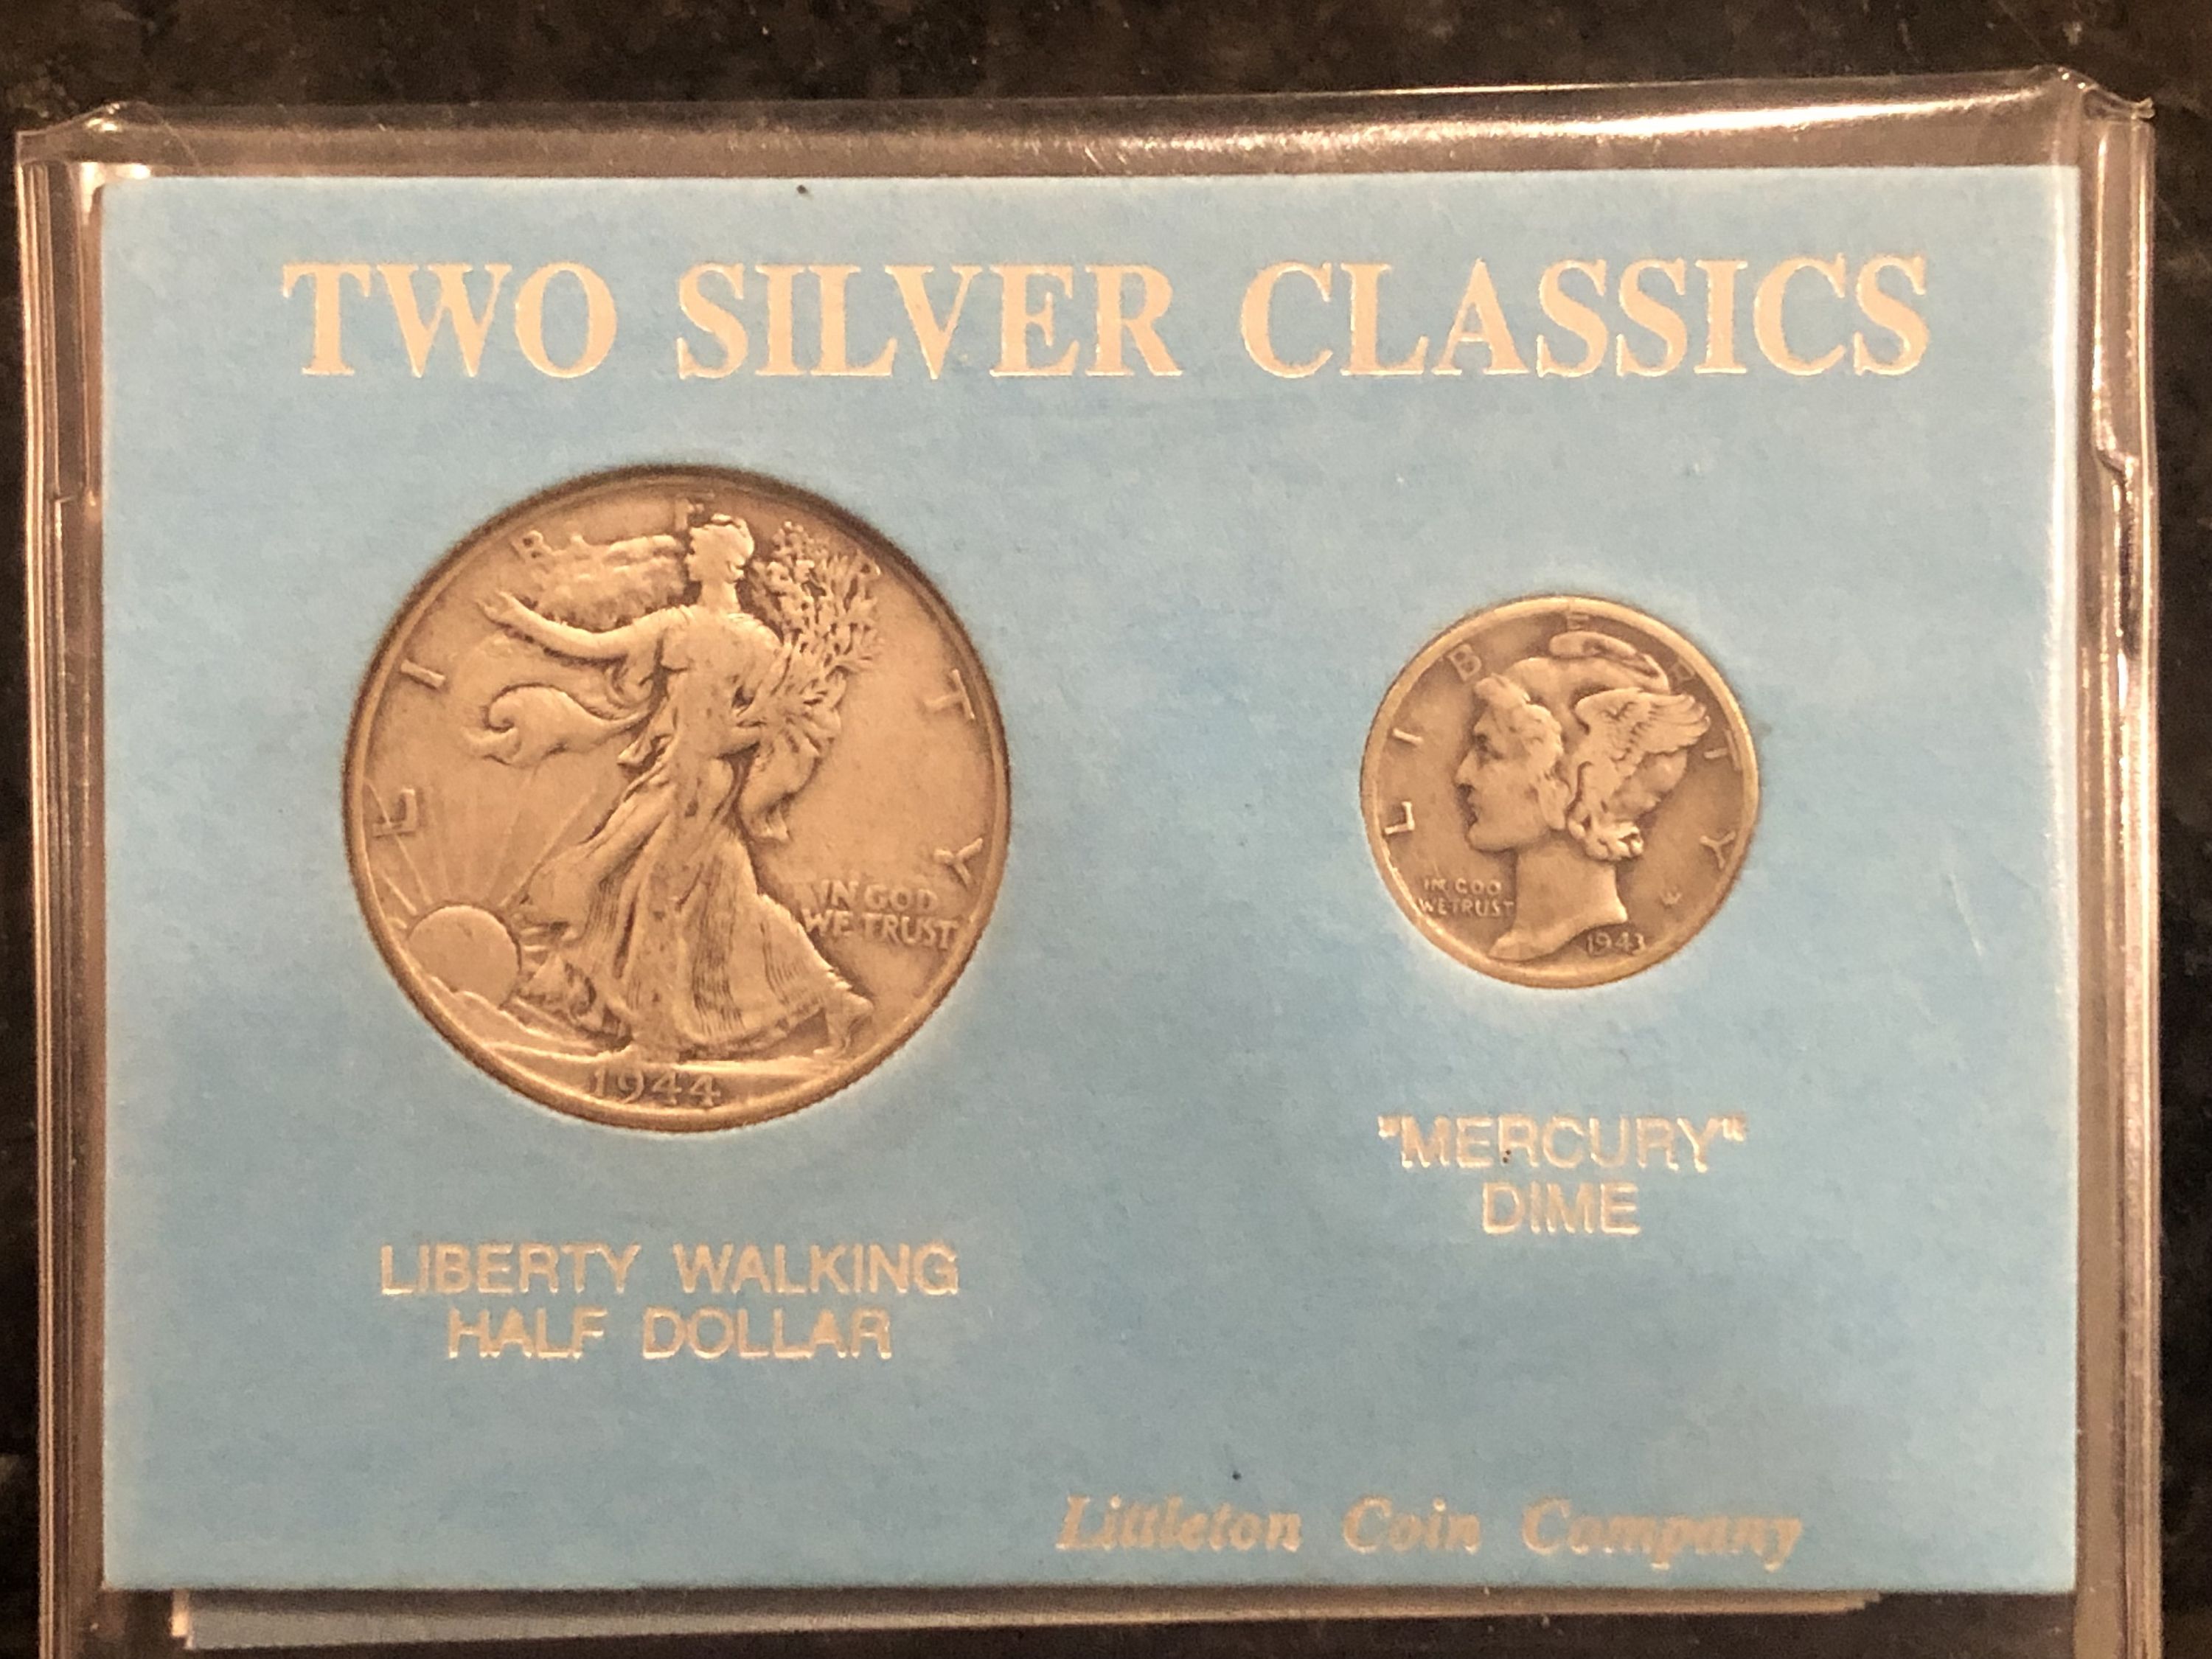 TWO SILVER CLASSICS
LIBERTY
IN GOD
WE TRUST
1944
LIBERTY
IN GOD
WE TRUST
1943
LIBERTY WALKING
HALF DOLLAR
"MERCURY"
DIME
Littleton Coin Company